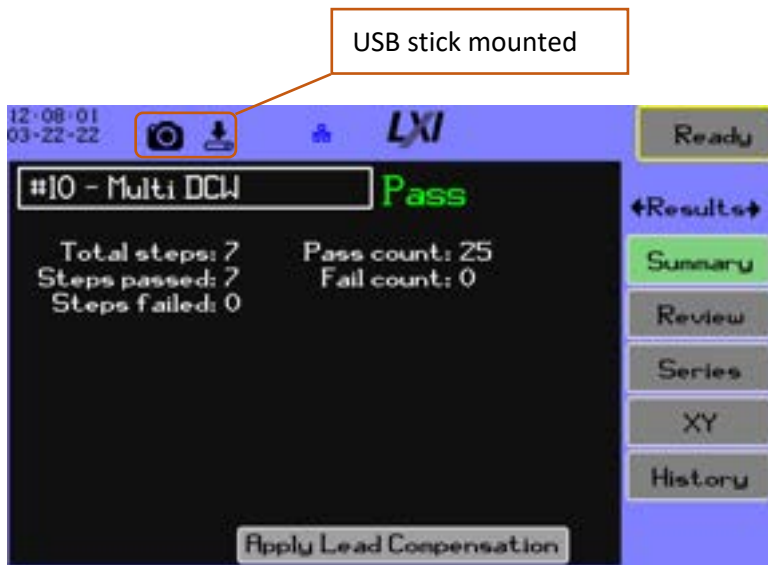 USB stick mounted
12:08:01
03-22-22
LXI
Ready
#10 - Multi DCW
Pass
←Results→
Total steps: 7
Pass count: 25
Steps passed: 7
Fail count: 0
Steps failed: 0
Summary
Review
Series
XY
History
Apply Lead Compensation